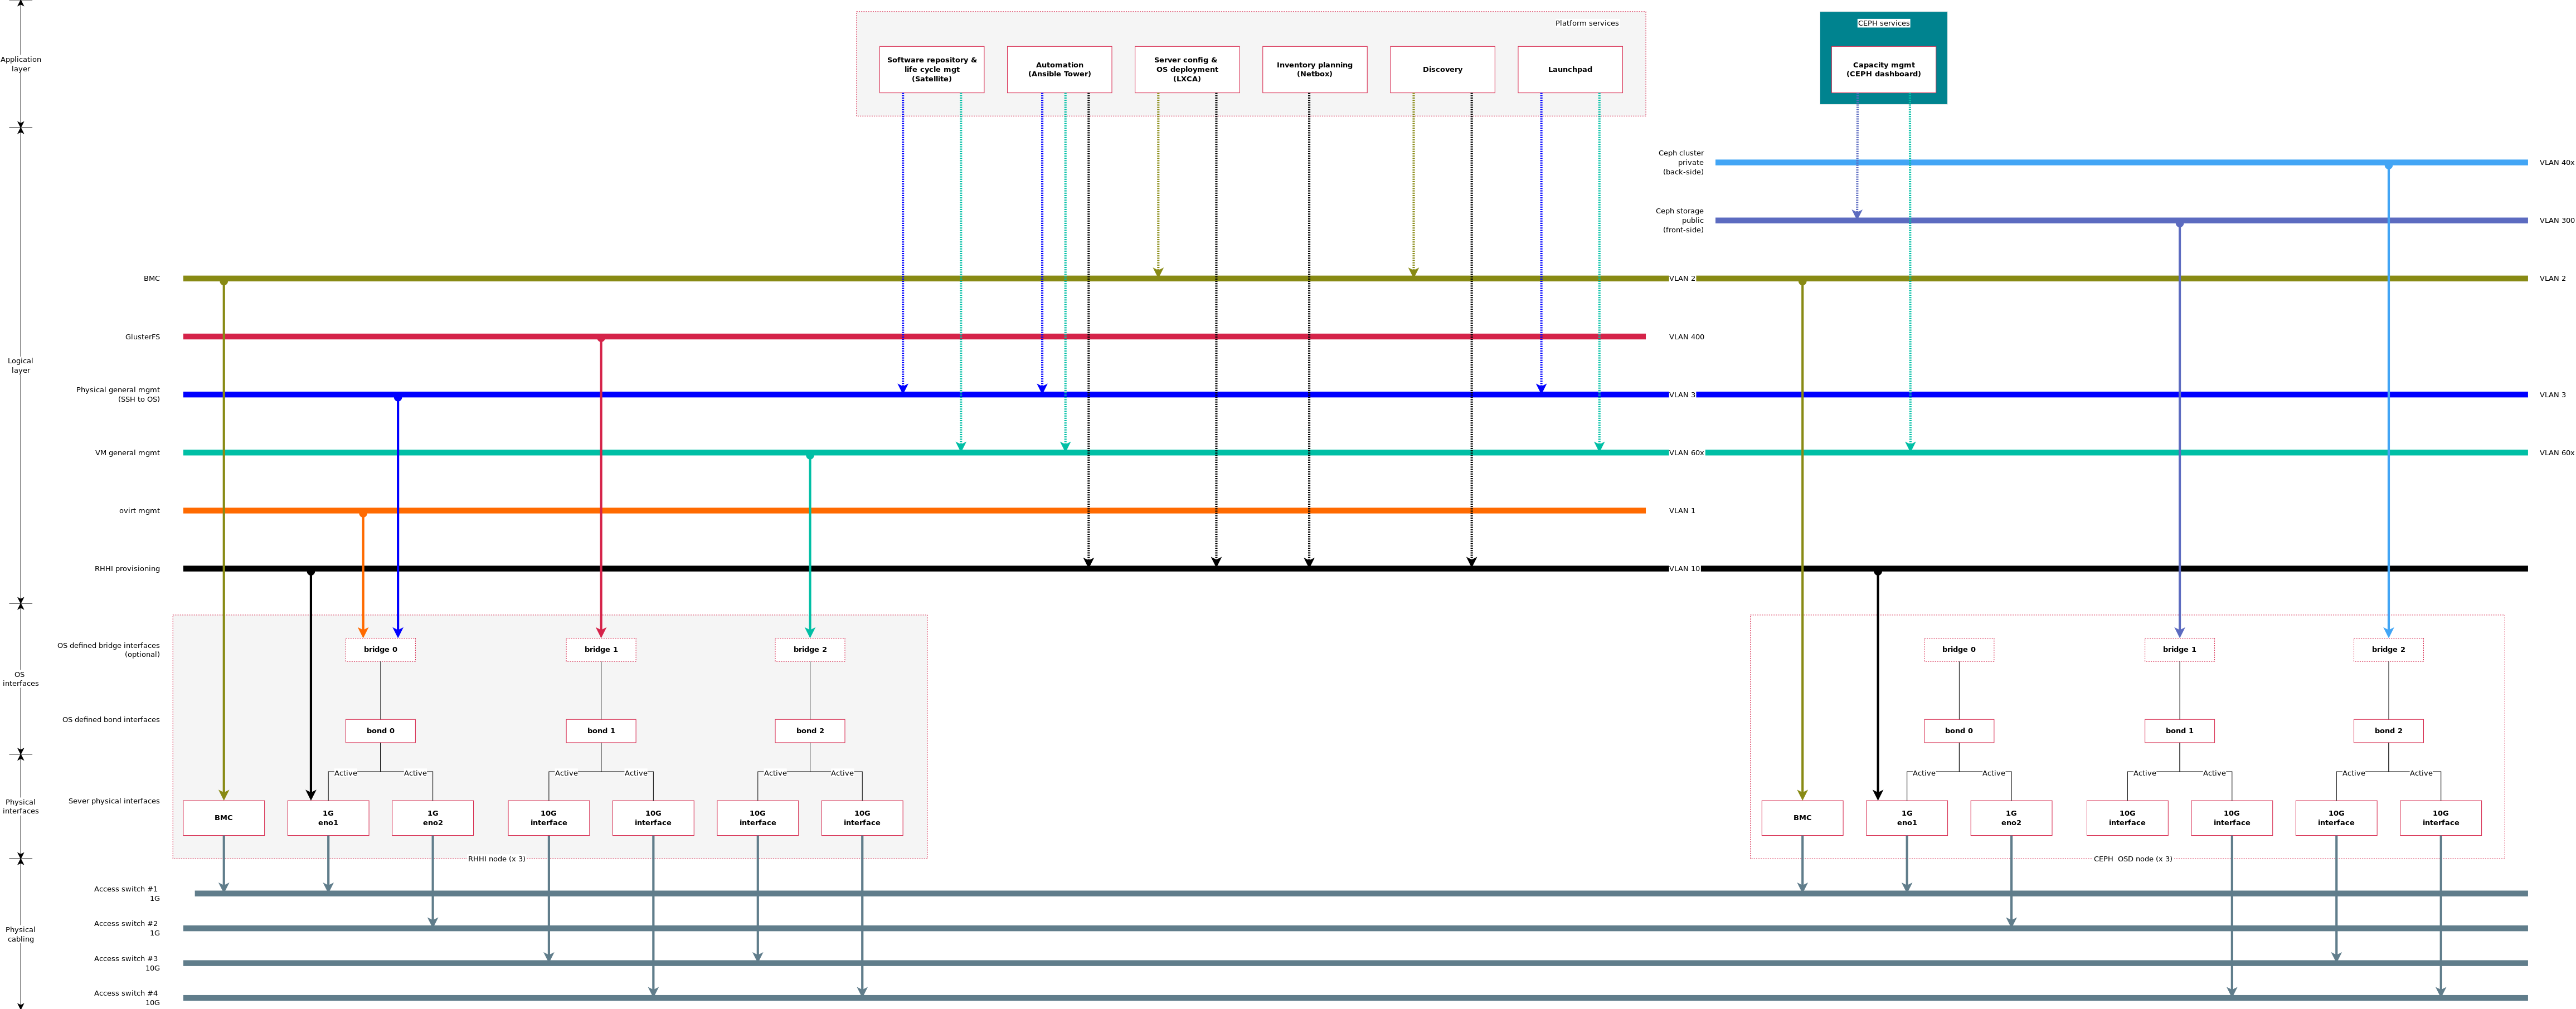 Platform services
CEPH services
Application
layer
Software repository &
life cycle mgt
(Satellite)
Automation
(Ansible Tower)
Server config &
OS deployment
(LXCA)
Inventory planning
(Netbox)
Discovery
Launchpad
Capacity mgmt
(CEPH dashboard)
Ceph cluster
private
(back-side)
VLAN 40x
Ceph storage
public
(front-side)
VLAN 300
BMC
VLAN 2
VLAN 2
GlusterFS
VLAN 400
Logical
layer
Physical general mgmt
(SSH to OS)
VLAN 3
VLAN 3
VM general mgmt
VLAN 60x
VLAN 60x
ovirt mgmt
VLAN 1
RHHI provisioning
VLAN 10
OS defined bridge interfaces
(optional)
bridge 0
bridge 1
bridge 2
bridge 0
bridge 1
bridge 2
OS
interfaces
OS defined bond interfaces
bond 0
bond 1
bond 2
bond 0
bond 1
bond 2
Active
Active
Active
Active
Active
Active
Active
Active
Active
Active
Active
Active
Physical
interfaces
Sever physical interfaces
BMC
1G
eno1
1G
eno2
10G
interface
10G
interface
10G
interface
10G
interface
BMC
1G
eno1
1G
eno2
10G
interface
10G
interface
10G
interface
10G
interface
RHHI node (x 3)
CEPH OSD node (x 3)
Physical
cabling
Access switch #1
1G
Access switch #2
1G
Access switch #3
10G
Access switch #4
10G